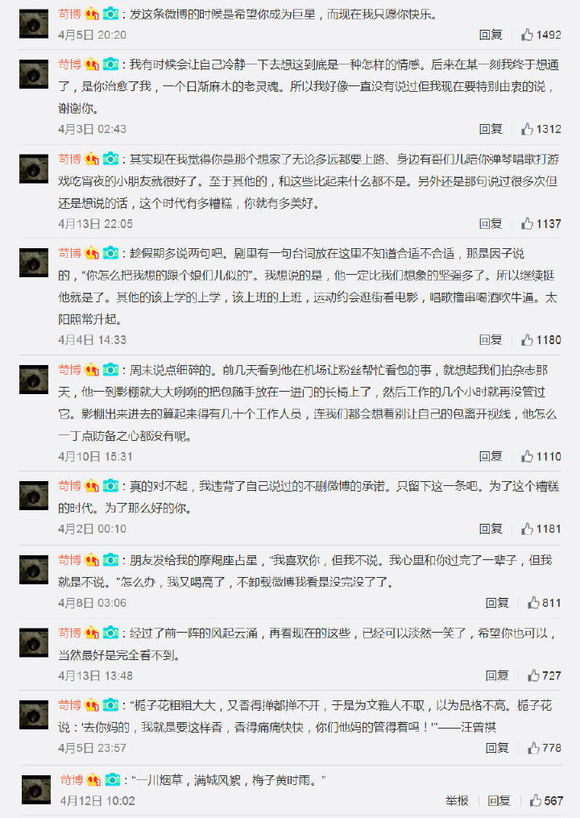 苛博：发这条微博的时候是希望你成为巨星，而现在我只愿你快乐。
4月5日 20:20 回复 1492
苛博：我有时候会让自己冷静一下去想这到底是一种怎样的情感。后来在某一刻我终于想通
了，是你治愈了我，一个日渐麻木的老灵魂。所以我好像一直没有说过但我现在要特别由衷的说，
谢谢你。
4月3日 02:43 回复 1312
苛博：其实现在我觉得你是那个想家了无论多远都要上路、身边有哥们儿陪你弹琴唱歌打游
戏吃宵夜的小朋友就很好了。至于其他的，和这些比起来什么都不是。另外还是那句说过很多次但
还是想说的话，这个时代有多糟糕，你就有多美好。
4月13日 22:05 回复 1137
苛博：趁假期多说两句吧。剧里有一句台词放在这里不知道合适不合适，那是因子说
的，“你怎么把我想的跟个娘们儿似的”。我想说的是，他一定比我们想象的坚强多了。所以继续挺
他就是了。其他的该上学的上学，该上班的上班，运动约会逛街看电影，唱歌撸串喝酒吹牛逼。太
阳照常升起。
4月4日 14:33 回复 1180
苛博：周末说点细碎的。前几天看到他在机场让粉丝帮忙看包的事，就想起我们拍杂志那
天，他一到影棚就大大咧咧的把包随手放在一进门的长椅上了，然后工作的几个小时就再没管过
它。影棚出来进去的算起来得有几十个工作人员，连我们都会想着别让自己的包离开视线，他怎么
一丁点防备之心都没有呢。
4月10日 15:31 回复 1110
苛博：真的对不起，我违背了自己说过的不删微博的承诺。只留下这一条吧。为了这个糟糕
的时代。为了那么好的你。
4月2日 00:10 回复 1181
苛博：朋友发给我的摩羯座占星，“我喜欢你，但我不说。我心里和你过完了一辈子，但我
就是不说。”怎么办，我又喝高了，不卸载微博我看是没完没了了。
4月8日 03:06 回复 811
苛博：经过了前一阵的风起云涌，再看现在的这些，已经可以淡然一笑了，希望你也可以，
当然最好是完全看不到。
4月13日 13:48 回复 727
苛博：“栀子花粗粗大大，又香得掸都掸不开，于是为文雅人不取，以为品格不高。栀子花
说：‘去你妈的，我就是要这样香，香得痛痛快快，你们他妈的管得着吗！’”——汪曾祺
4月5日 23:57 回复 778
苛博：“一川烟草，满城风絮，梅子黄时雨。”
4月12日 10:02 举报 回复 567